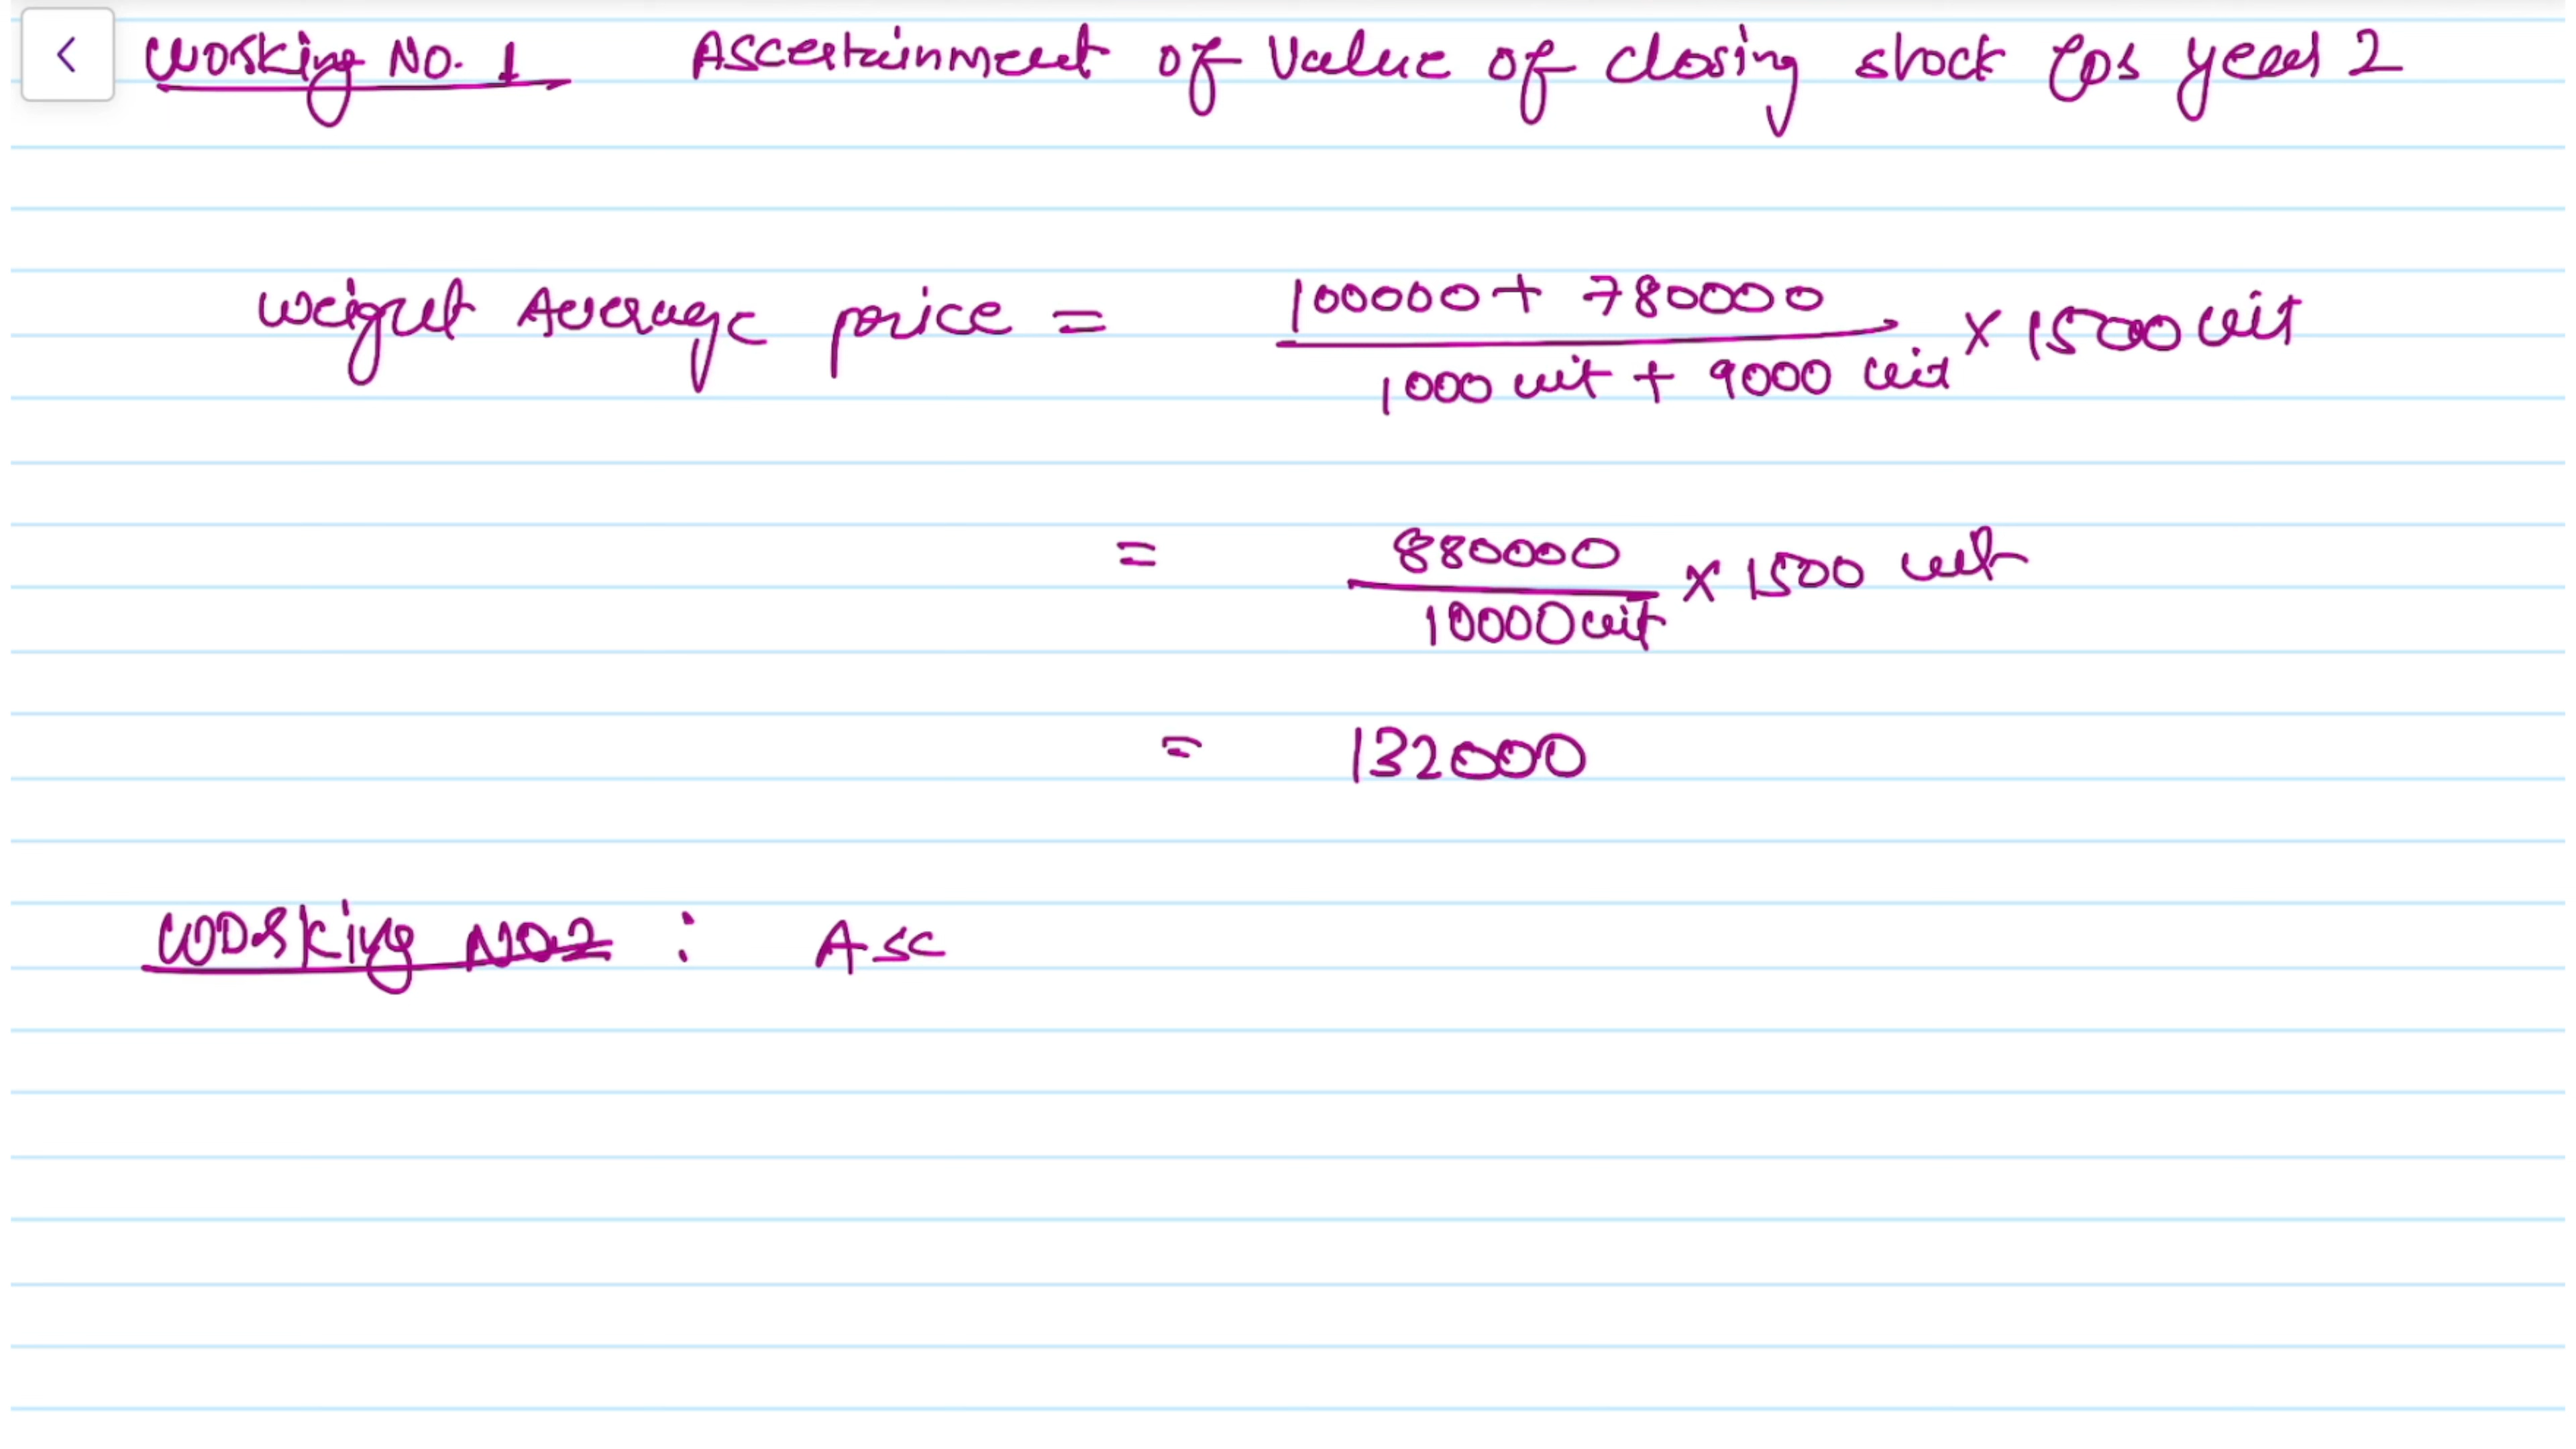 Working No. 1 Ascertainment of Value of closing stock for year 2
Weight Average price = 100000 + 780000 / 1000 unit + 9000 unit × 1500 unit
= 880000 / 10000 unit × 1500 unit
= 132000
Working No.2 : Asc